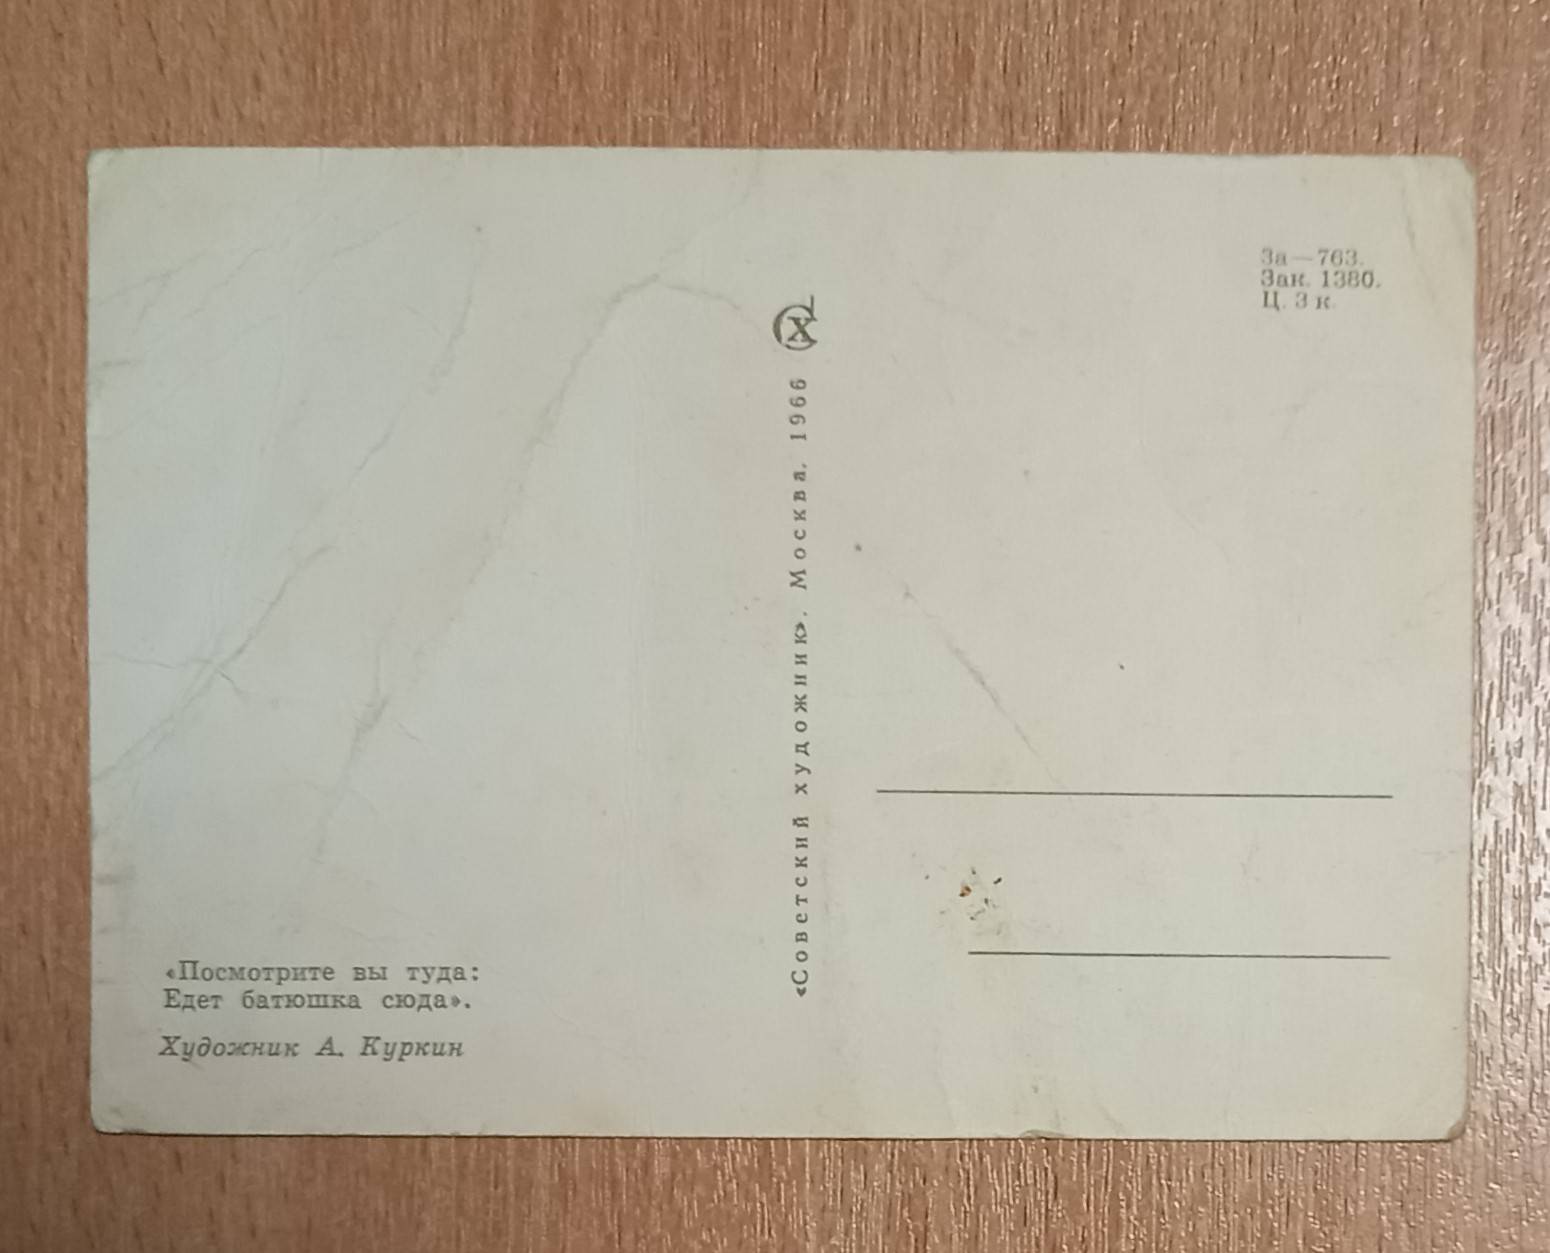 «Посмотрите вы туда:
Едет батюшка сюда».
Художник А. Куркин
«Советский художник». Москва. 1966
СХ
За—763.
Зак. 1380.
Ц. 3 к.